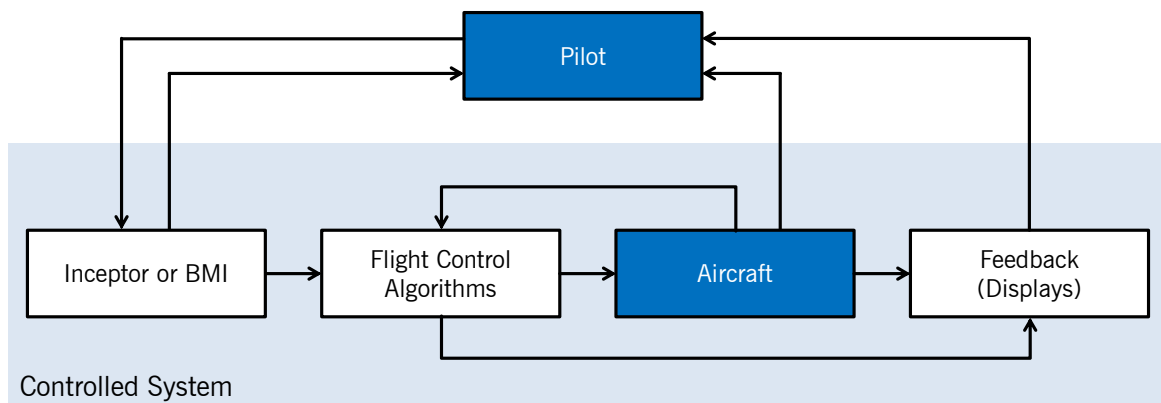 Pilot
Inceptor or BMI
Flight Control
Algorithms
Aircraft
Feedback
(Displays)
Controlled System